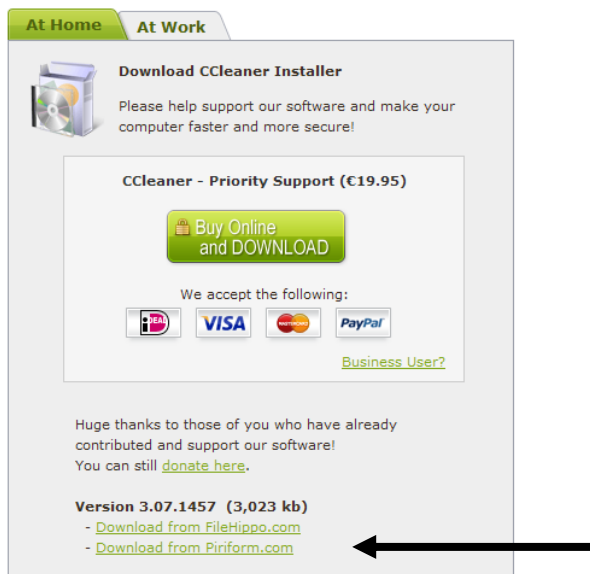 At Home
At Work
Download CCleaner Installer
Please help support our software and make your
computer faster and more secure!
CCleaner - Priority Support (€19.95)
Buy Online
and DOWNLOAD
We accept the following:
iDEAL VISA MASTERCARD PayPal
Business User?
Huge thanks to those of you who have already
contributed and support our software!
You can still donate here.
Version 3.07.1457 (3,023 kb)
- Download from FileHippo.com
- Download from Piriform.com